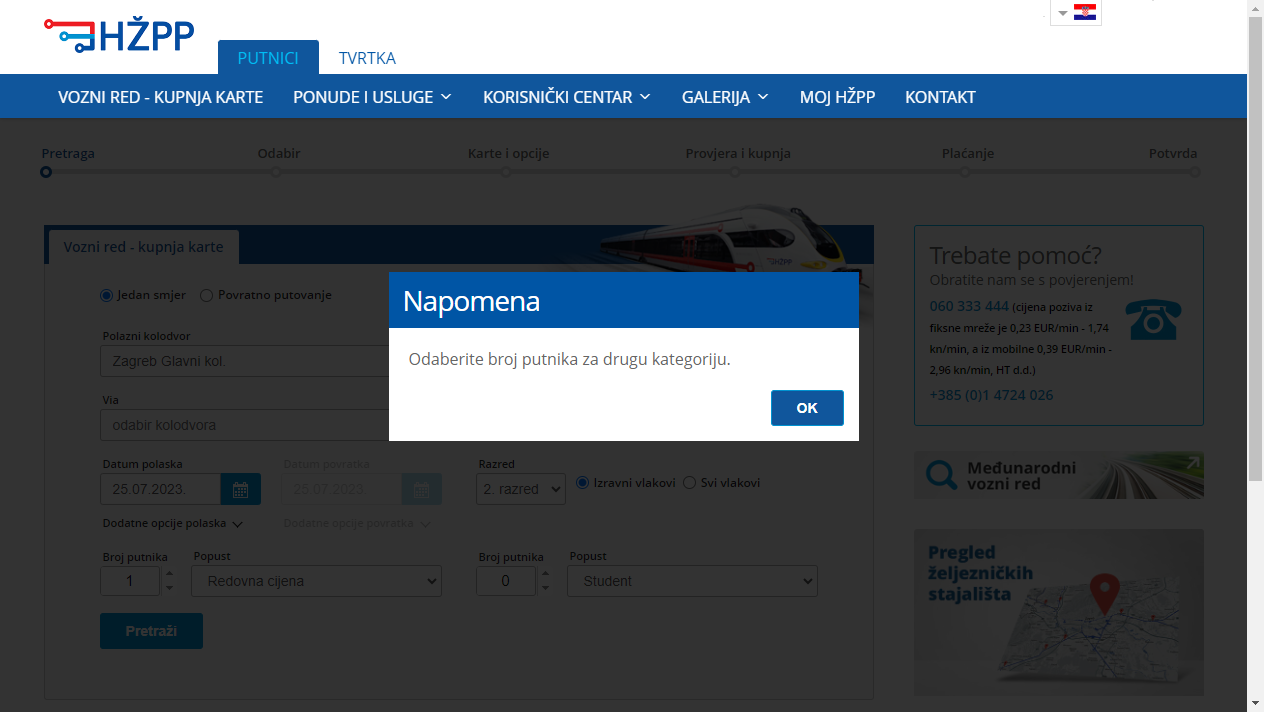 HŽPP
PUTNICI
TVRTKA
VOZNI RED - KUPNJA KARTE
PONUDE I USLUGE
KORISNIČKI CENTAR
GALERIJA
MOJ HŽPP
KONTAKT
Pretraga
Odabir
Karte i opcije
Provjera i kupnja
Plaćanje
Potvrda
Vozni red - kupnja karte
HŽPP
Jedan smjer
Povratno putovanje
Polazni kolodvor
Zagreb Glavni kol.
Via
odabir kolodvora
Datum polaska
25.07.2023.
Datum povratka
25.07.2023.
Razred
2. razred
Izravni vlakovi
Svi vlakovi
Dodatne opcije polaska
Dodatne opcije povratka
Broj putnika
1
Popust
Redovna cijena
Broj putnika
0
Popust
Student
Pretraži
Napomena
Odaberite broj putnika za drugu kategoriju.
OK
Trebate pomoć?
Obratite nam se s povjerenjem!
060 333 444 (cijena poziva iz
fiksne mreže je 0,23 EUR/min - 1,74
kn/min, a iz mobilne 0,39 EUR/min -
2,96 kn/min, HT d.d.)
+385 (0)1 4724 026
Međunarodni
vozni red
Pregled
željezničkih
stajališta